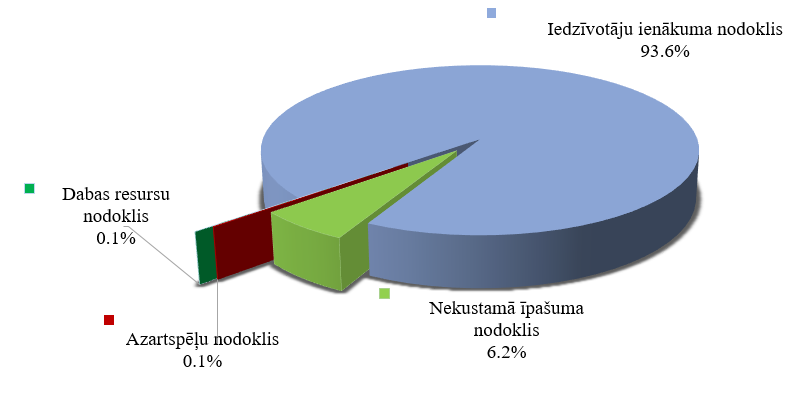 Iedzīvotāju ienākuma nodoklis
93.6%
Dabas resursu
nodoklis
0.1%
Nekustamā īpašuma
nodoklis
6.2%
Azartspēļu nodoklis
0.1%